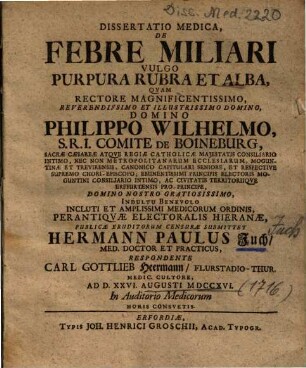 Disc. Med. 2220
DISSERTATIO MEDICA,
DE
FEBRE MILIARI
VULGO
PURPURA RUBRA ET ALBA,
QUAM
RECTORE MAGNIFICENTISSIMO,
REVERENDISSIMO ET ILLUSTRISSIMO DOMINO,
DOMINO
PHILIPPO WILHELMO,
S.R.I. COMITE DE BOINEBURG,
SACRÆ CÆSAREÆ ATQUE REGIÆ CATHOLICÆ MAJESTATIS CONSILIARIO
INTIMO, NEC NON METROPOLITANARUM ECCLESIARUM, MOGUN-
TINÆ ET TREVIRENSIS, CANONICO CAPITULARI SENIORE, ET RESPECTIVE
SUPREMO CHORI-EPISCOPO; EMINENTISSIMI PRINCIPIS ELECTORIS MO-
GUNTINI CONSILIARIO INTIMO, AC CIVITATIS TERRITORIIQUE
ERFURTENSIS PRO-PRINCIPE,
DOMINO NOSTRO GRATIOSISSIMO,
INDULTU BENEVOLO
INCLUTI ET AMPLISSIMI MEDICORUM ORDINIS,
PERANTIQVÆ ELECTORALIS HIERANÆ,
PUBLICÆ ERUDITORUM CENSURÆ SUBMITTET
HERMANN PAULUS Juch/
MED. DOCTOR ET PRACTICUS,
RESPONDENTE
CARL GOTTLIEB Herrmann/ FLURSTADIO-THUR.
MEDIC. CULTORE,
AD D. XXVI. AUGUSTI MDCCXVI.
(1716.)
In Auditorio Medicorum
HORIS CONSVETIS.
ERFORDIÆ,
TYPIS JOH. HENRICI GROSCHII, ACAD. TYPOGR.